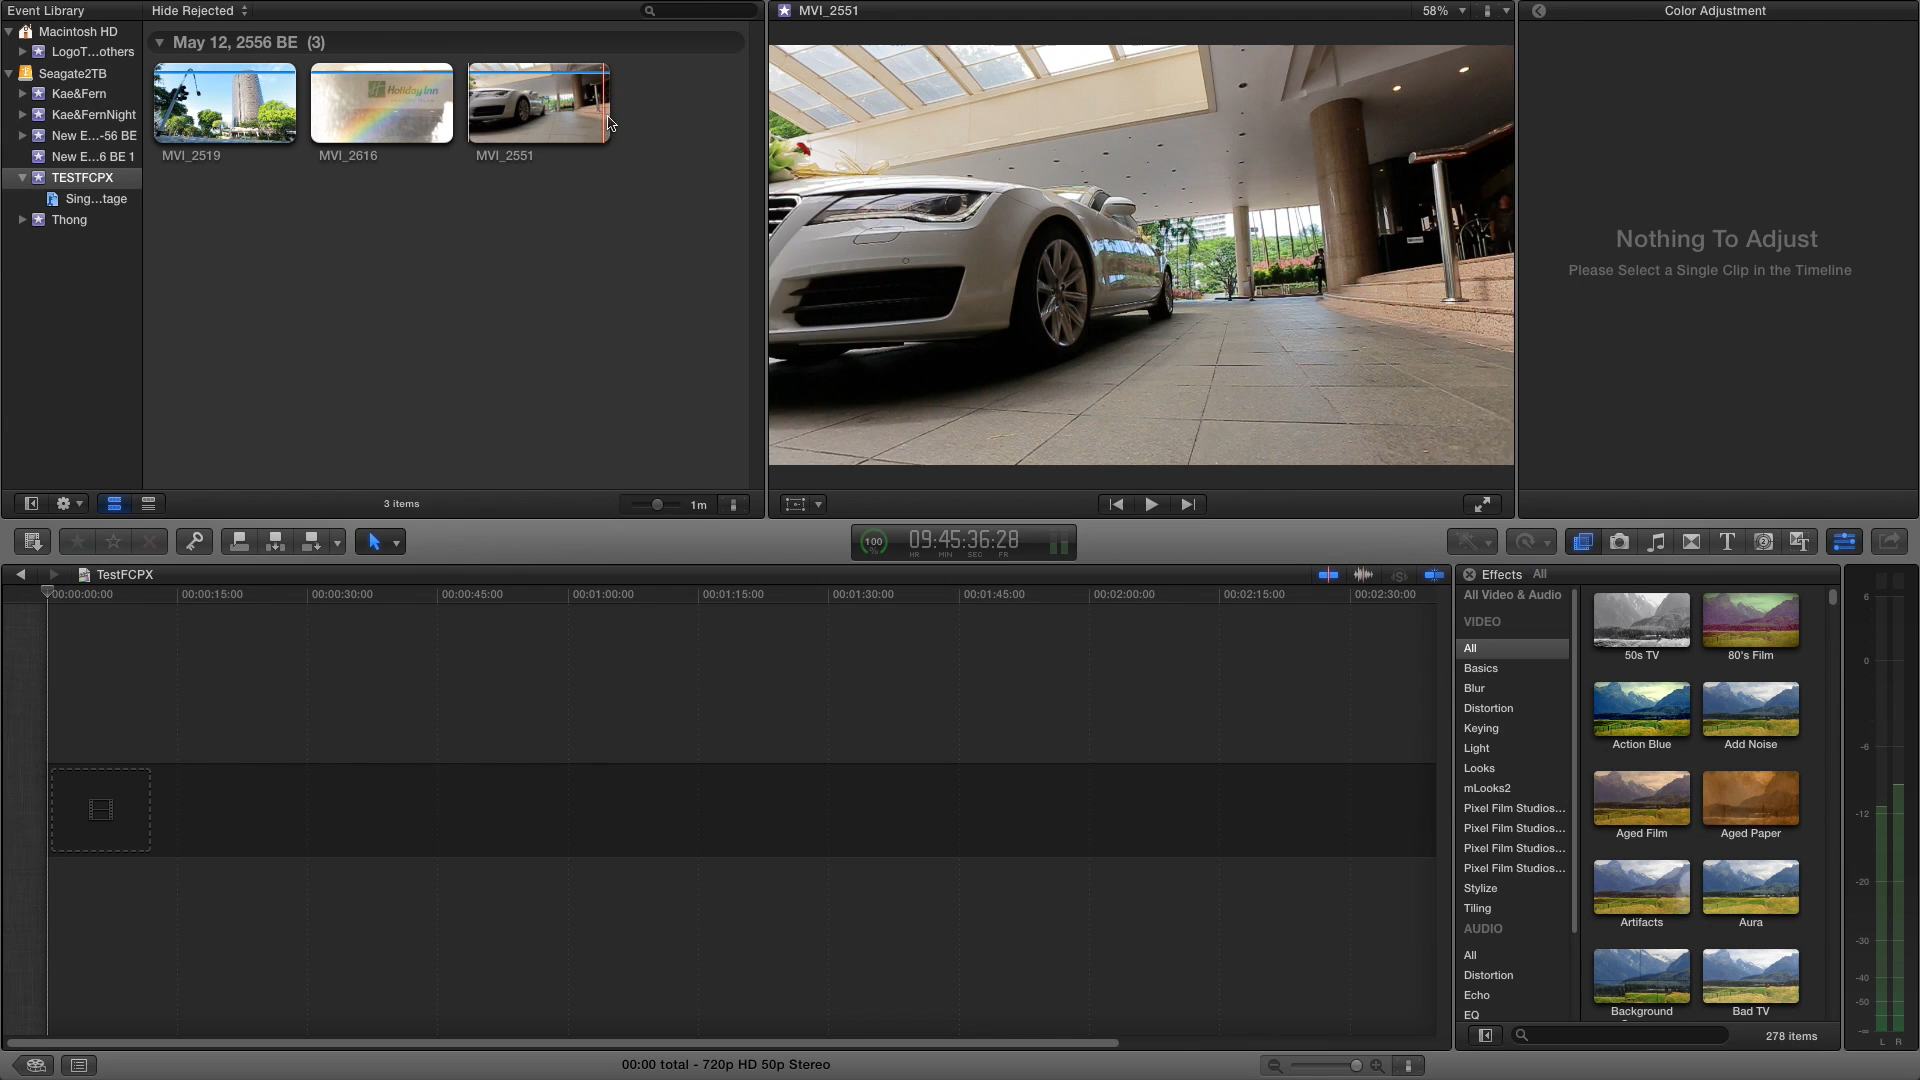 Event Library
Hide Rejected
MVI_2551
58%
Color Adjustment
Macintosh HD
LogoT...others
Seagate2TB
Kae&Fern
Kae&FernNight
New E...-56 BE
New E...6 BE 1
TESTFCPX
Sing...tage
Thong
May 12, 2556 BE (3)
Holiday Inn
MVI_2519
MVI_2616
MVI_2551
Nothing To Adjust
Please Select a Single Clip in the Timeline
3 items
1m
100
%
09:45:36:28
HR MIN SEC FR
TestFCPX
00:00:00:00
00:00:15:00
00:00:30:00
00:00:45:00
00:01:00:00
00:01:15:00
00:01:30:00
00:01:45:00
00:02:00:00
00:02:15:00
00:02:30:00
Effects All
All Video & Audio
VIDEO
All
Basics
Blur
Distortion
Keying
Light
Looks
mLooks2
Pixel Film Studios...
Pixel Film Studios...
Pixel Film Studios...
Pixel Film Studios...
Stylize
Tiling
AUDIO
All
Distortion
Echo
EQ
50s TV
80's Film
Action Blue
Add Noise
Aged Film
Aged Paper
Artifacts
Aura
Background
Bad TV
278 items
6
0
-6
-12
-20
-30
-40
-50
-∞
L R
00:00 total - 720p HD 50p Stereo